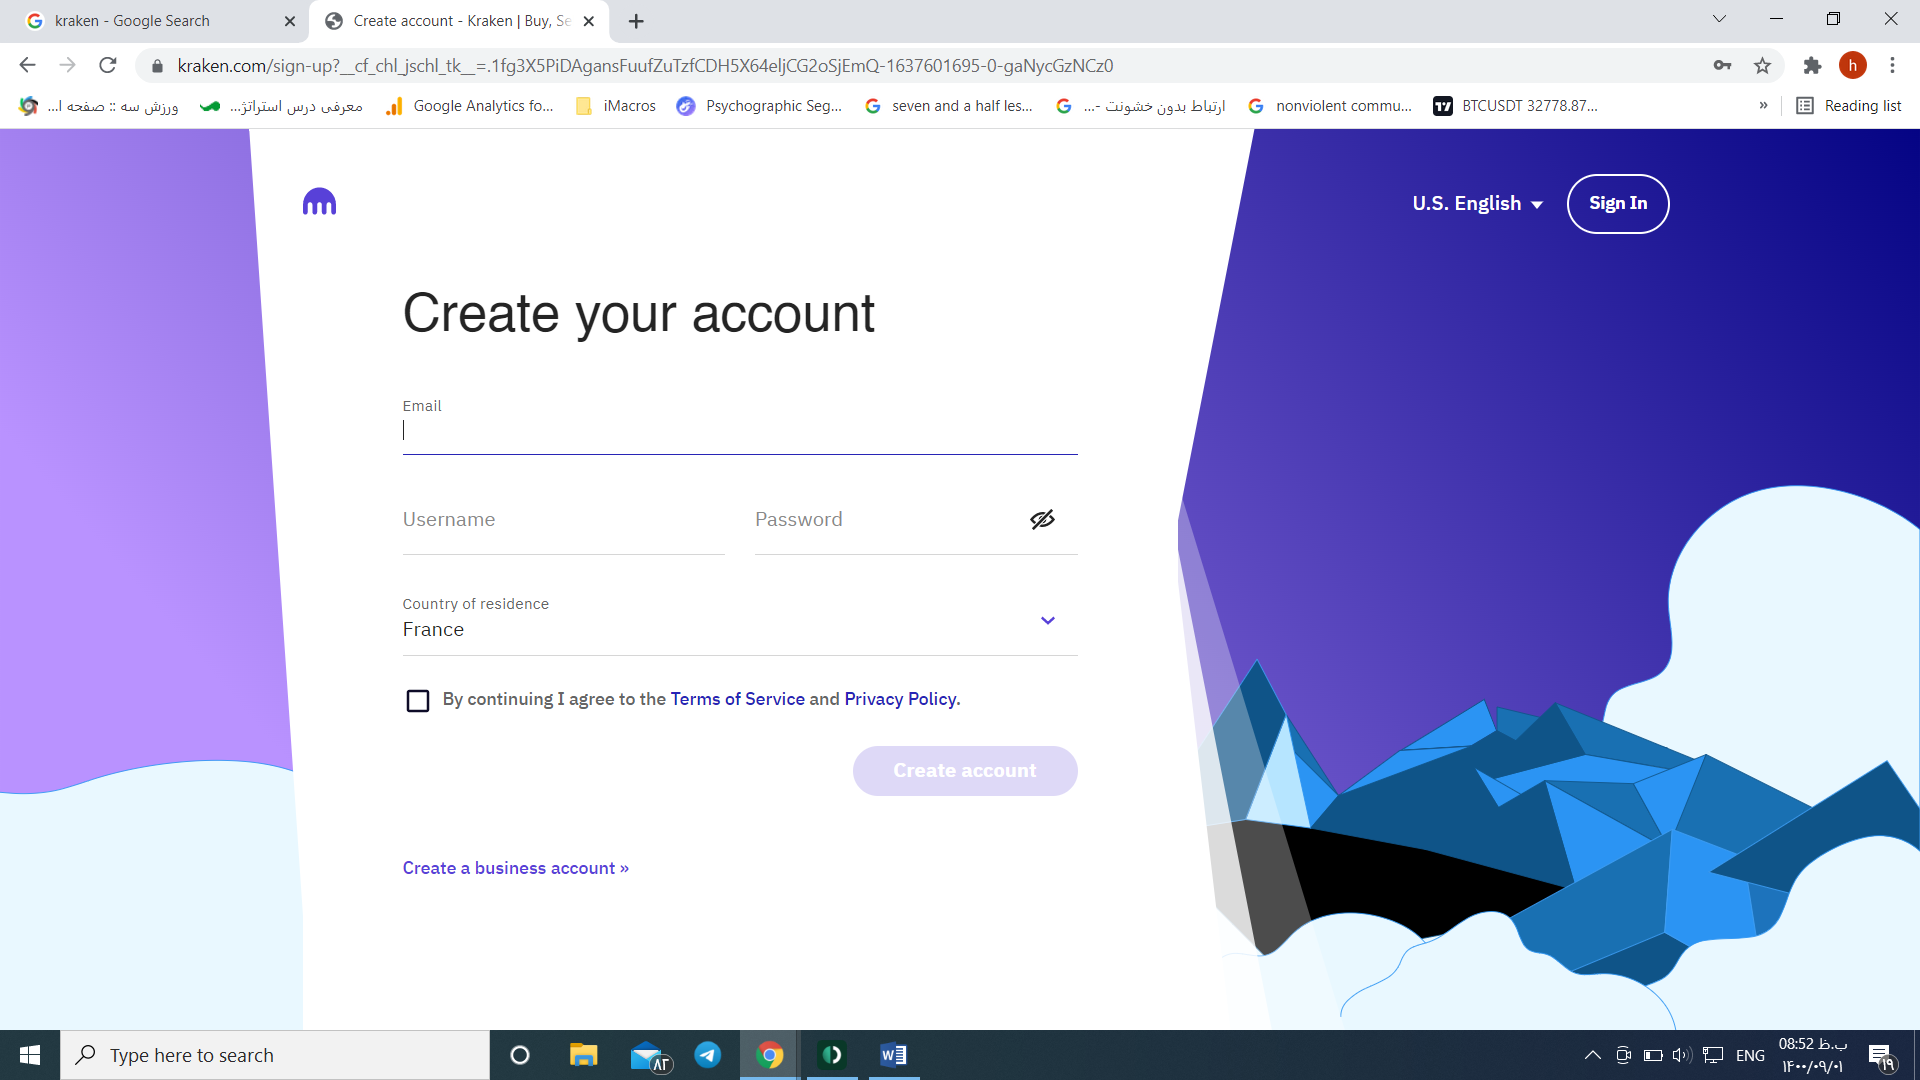 kraken - Google Search
Create account - Kraken | Buy, Se
kraken.com/sign-up?__cf_chl_jschl_tk__=.1fg3X5PiDAgansFuufZuTzfCDH5X64eljCG2oSjEmQ-1637601695-0-gaNycGzNCz0
h
ورزش سه :: صفحه ا...
معرفی درس استراتژ...
Google Analytics fo...
iMacros
Psychographic Seg...
seven and a half les...
ارتباط بدون خشونت -...
nonviolent commu...
BTCUSDT 32778.87...
»
Reading list
U.S. English
Sign In
Create your account
Email
Username
Password
Country of residence
France
By continuing I agree to the Terms of Service and Privacy Policy.
Create account
Create a business account »
Type here to search
۸۲
ENG
08:52 ب.ظ
۱۴۰۰/۰۹/۰۱
۱۹